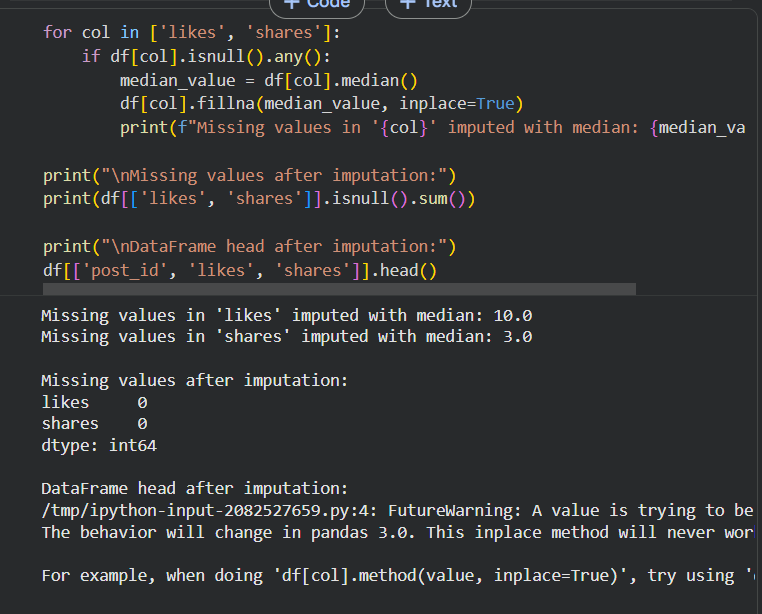 + Code + Text
for col in ['likes', 'shares']:
    if df[col].isnull().any():
        median_value = df[col].median()
        df[col].fillna(median_value, inplace=True)
        print(f"Missing values in '{col}' imputed with median: {median_va
print("\nMissing values after imputation:")
print(df[['likes', 'shares']].isnull().sum())
print("\nDataFrame head after imputation:")
df[['post_id', 'likes', 'shares']].head()
Missing values in 'likes' imputed with median: 10.0
Missing values in 'shares' imputed with median: 3.0
Missing values after imputation:
likes     0
shares    0
dtype: int64
DataFrame head after imputation:
/tmp/ipython-input-2082527659.py:4: FutureWarning: A value is trying to be
The behavior will change in pandas 3.0. This inplace method will never wor
For example, when doing 'df[col].method(value, inplace=True)', try using '